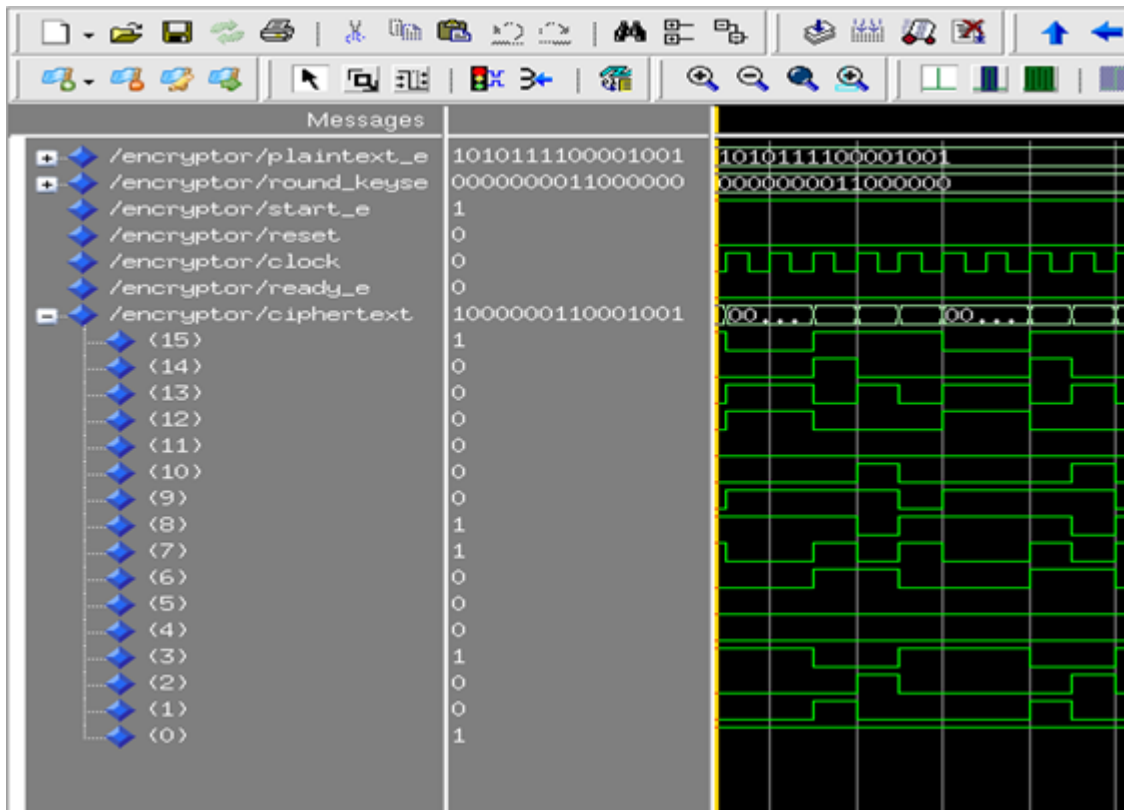 Messages
/encryptor/plaintext_e 1010111100001001 1010111100001001
/encryptor/round_keyse 0000000011000000 0000000011000000
/encryptor/start_e 1
/encryptor/reset 0
/encryptor/clock 0
/encryptor/ready_e 0
/encryptor/ciphertext 1000000110001001 00... 00...
(15) 1
(14) 0
(13) 0
(12) 0
(11) 0
(10) 0
(9) 0
(8) 1
(7) 1
(6) 0
(5) 0
(4) 0
(3) 1
(2) 0
(1) 0
(0) 1